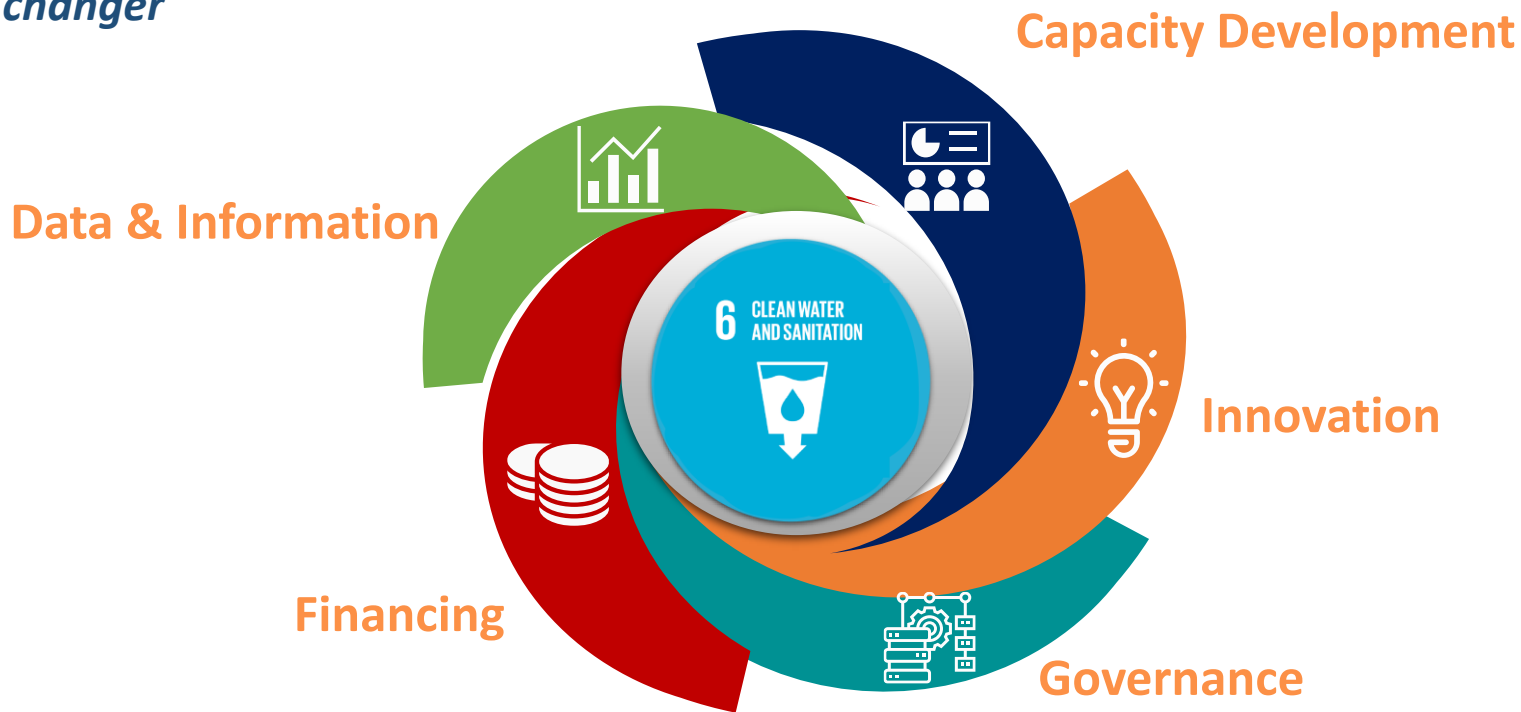 changer
Capacity Development
Data & Information
6 CLEAN WATER
AND SANITATION
Innovation
Financing
Governance